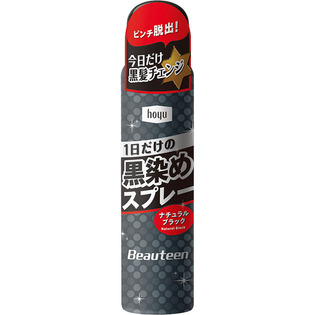 ピンチ脱出!
今日だけ
黒髪チェンジ
hoyu
1日だけの
黒染め
スプレー
ナチュラル
ブラック
Natural Black
Beauteen